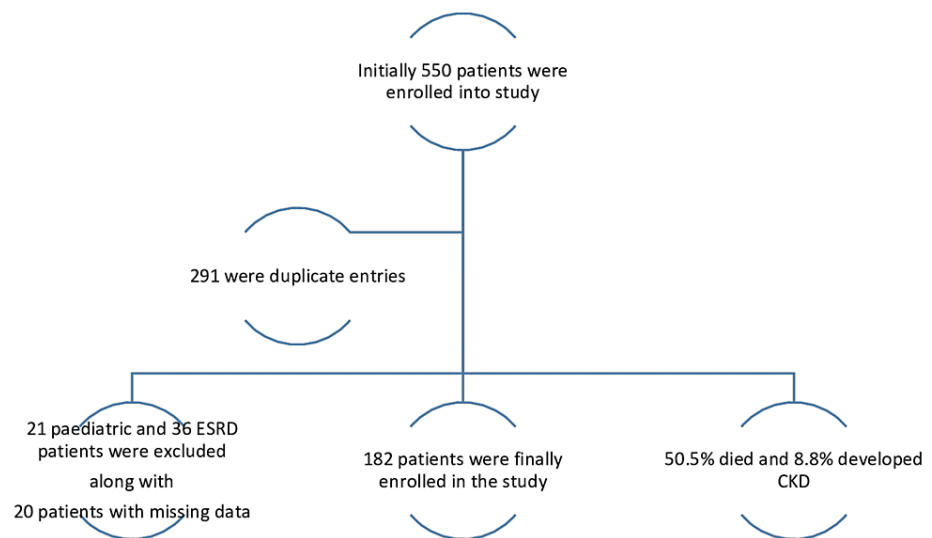 Initially 550 patients were
enrolled into study
291 were duplicate entries
21 paediatric and 36 ESRD
patients were excluded
along with
20 patients with missing data
182 patients were finally
enrolled in the study
50.5% died and 8.8% developed
CKD